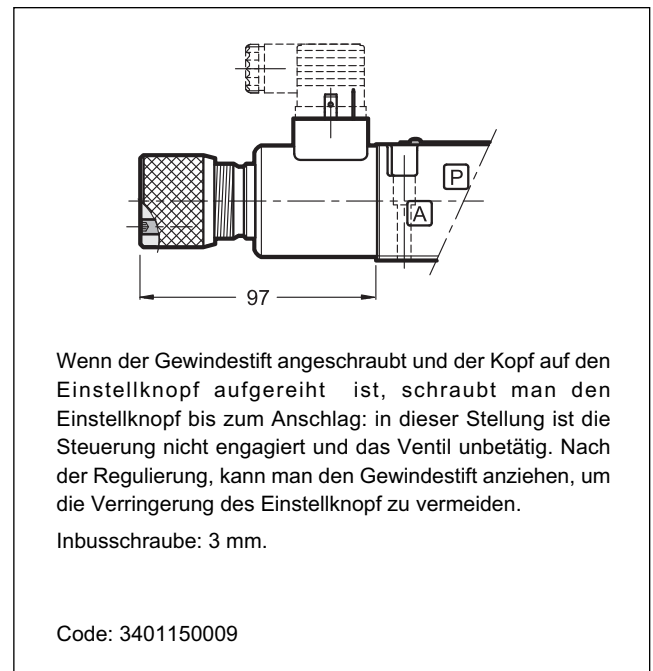 P
A
97
Wenn der Gewindestift angeschraubt und der Kopf auf den
Einstellknopf aufgereiht ist, schraubt man den
Einstellknopf bis zum Anschlag: in dieser Stellung ist die
Steuerung nicht engagiert und das Ventil unbetätig. Nach
der Regulierung, kann man den Gewindestift anziehen, um
die Verringerung des Einstellknopf zu vermeiden.
Inbusschraube: 3 mm.
Code: 3401150009